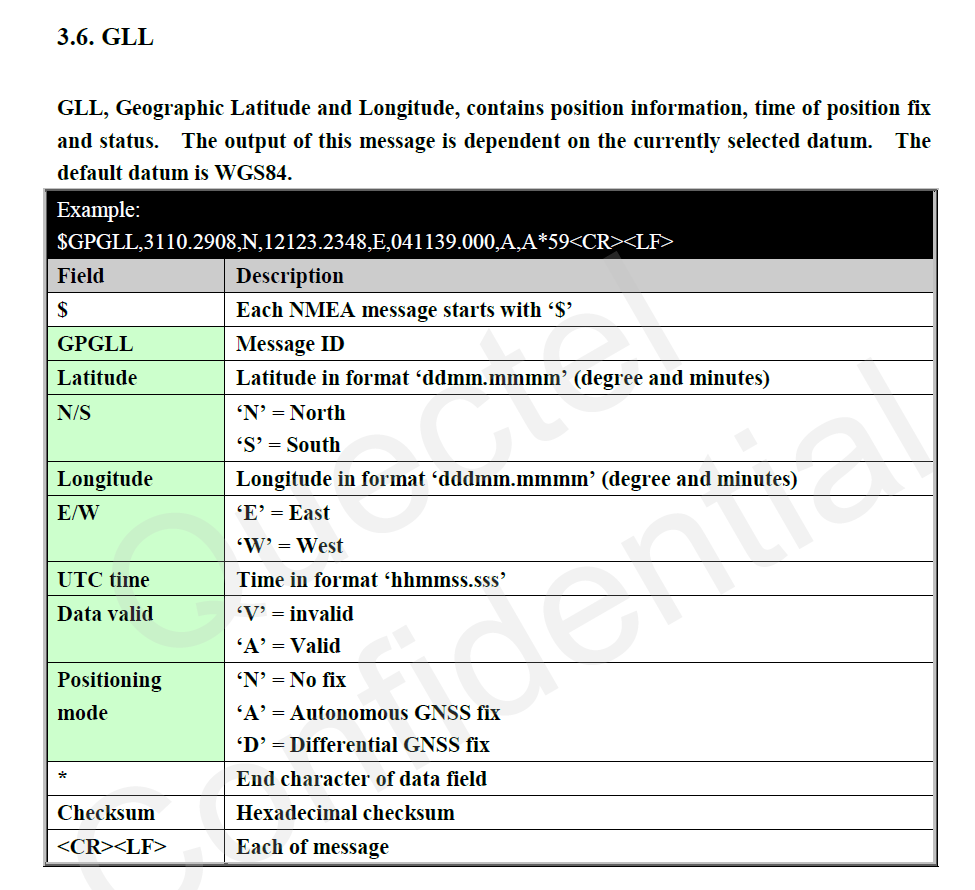 3.6. GLL
GLL, Geographic Latitude and Longitude, contains position information, time of position fix
and status. The output of this message is dependent on the currently selected datum. The
default datum is WGS84.
Example:
$GPGLL,3110.2908,N,12123.2348,E,041139.000,A,A*59<CR><LF>
Field Description
$ Each NMEA message starts with ‘$’
GPGLL Message ID
Latitude Latitude in format ‘ddmm.mmmm’ (degree and minutes)
N/S ‘N’ = North
‘S’ = South
Longitude Longitude in format ‘dddmm.mmmm’ (degree and minutes)
E/W ‘E’ = East
‘W’ = West
UTC time Time in format ‘hhmmss.sss’
Data valid ‘V’ = invalid
‘A’ = Valid
Positioning ‘N’ = No fix
mode ‘A’ = Autonomous GNSS fix
‘D’ = Differential GNSS fix
* End character of data field
Checksum Hexadecimal checksum
<CR><LF> Each of message
Quectel
Confidential